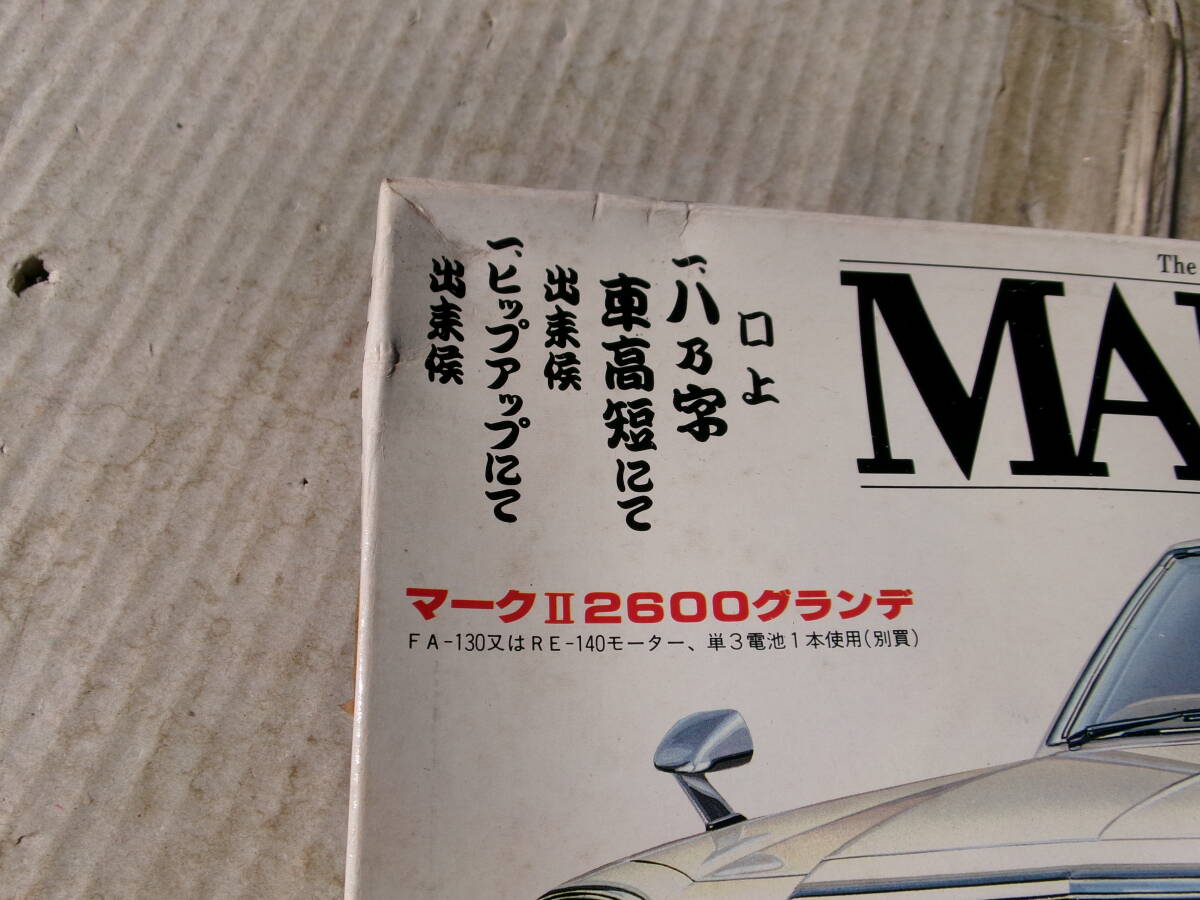 口上
一、八乃字
車高短にて
出来候
一、ヒップアップにて
出来候
The
MA
マークⅡ2600グランデ
FA-130又はRE-140モーター、単3電池1本使用(別買)